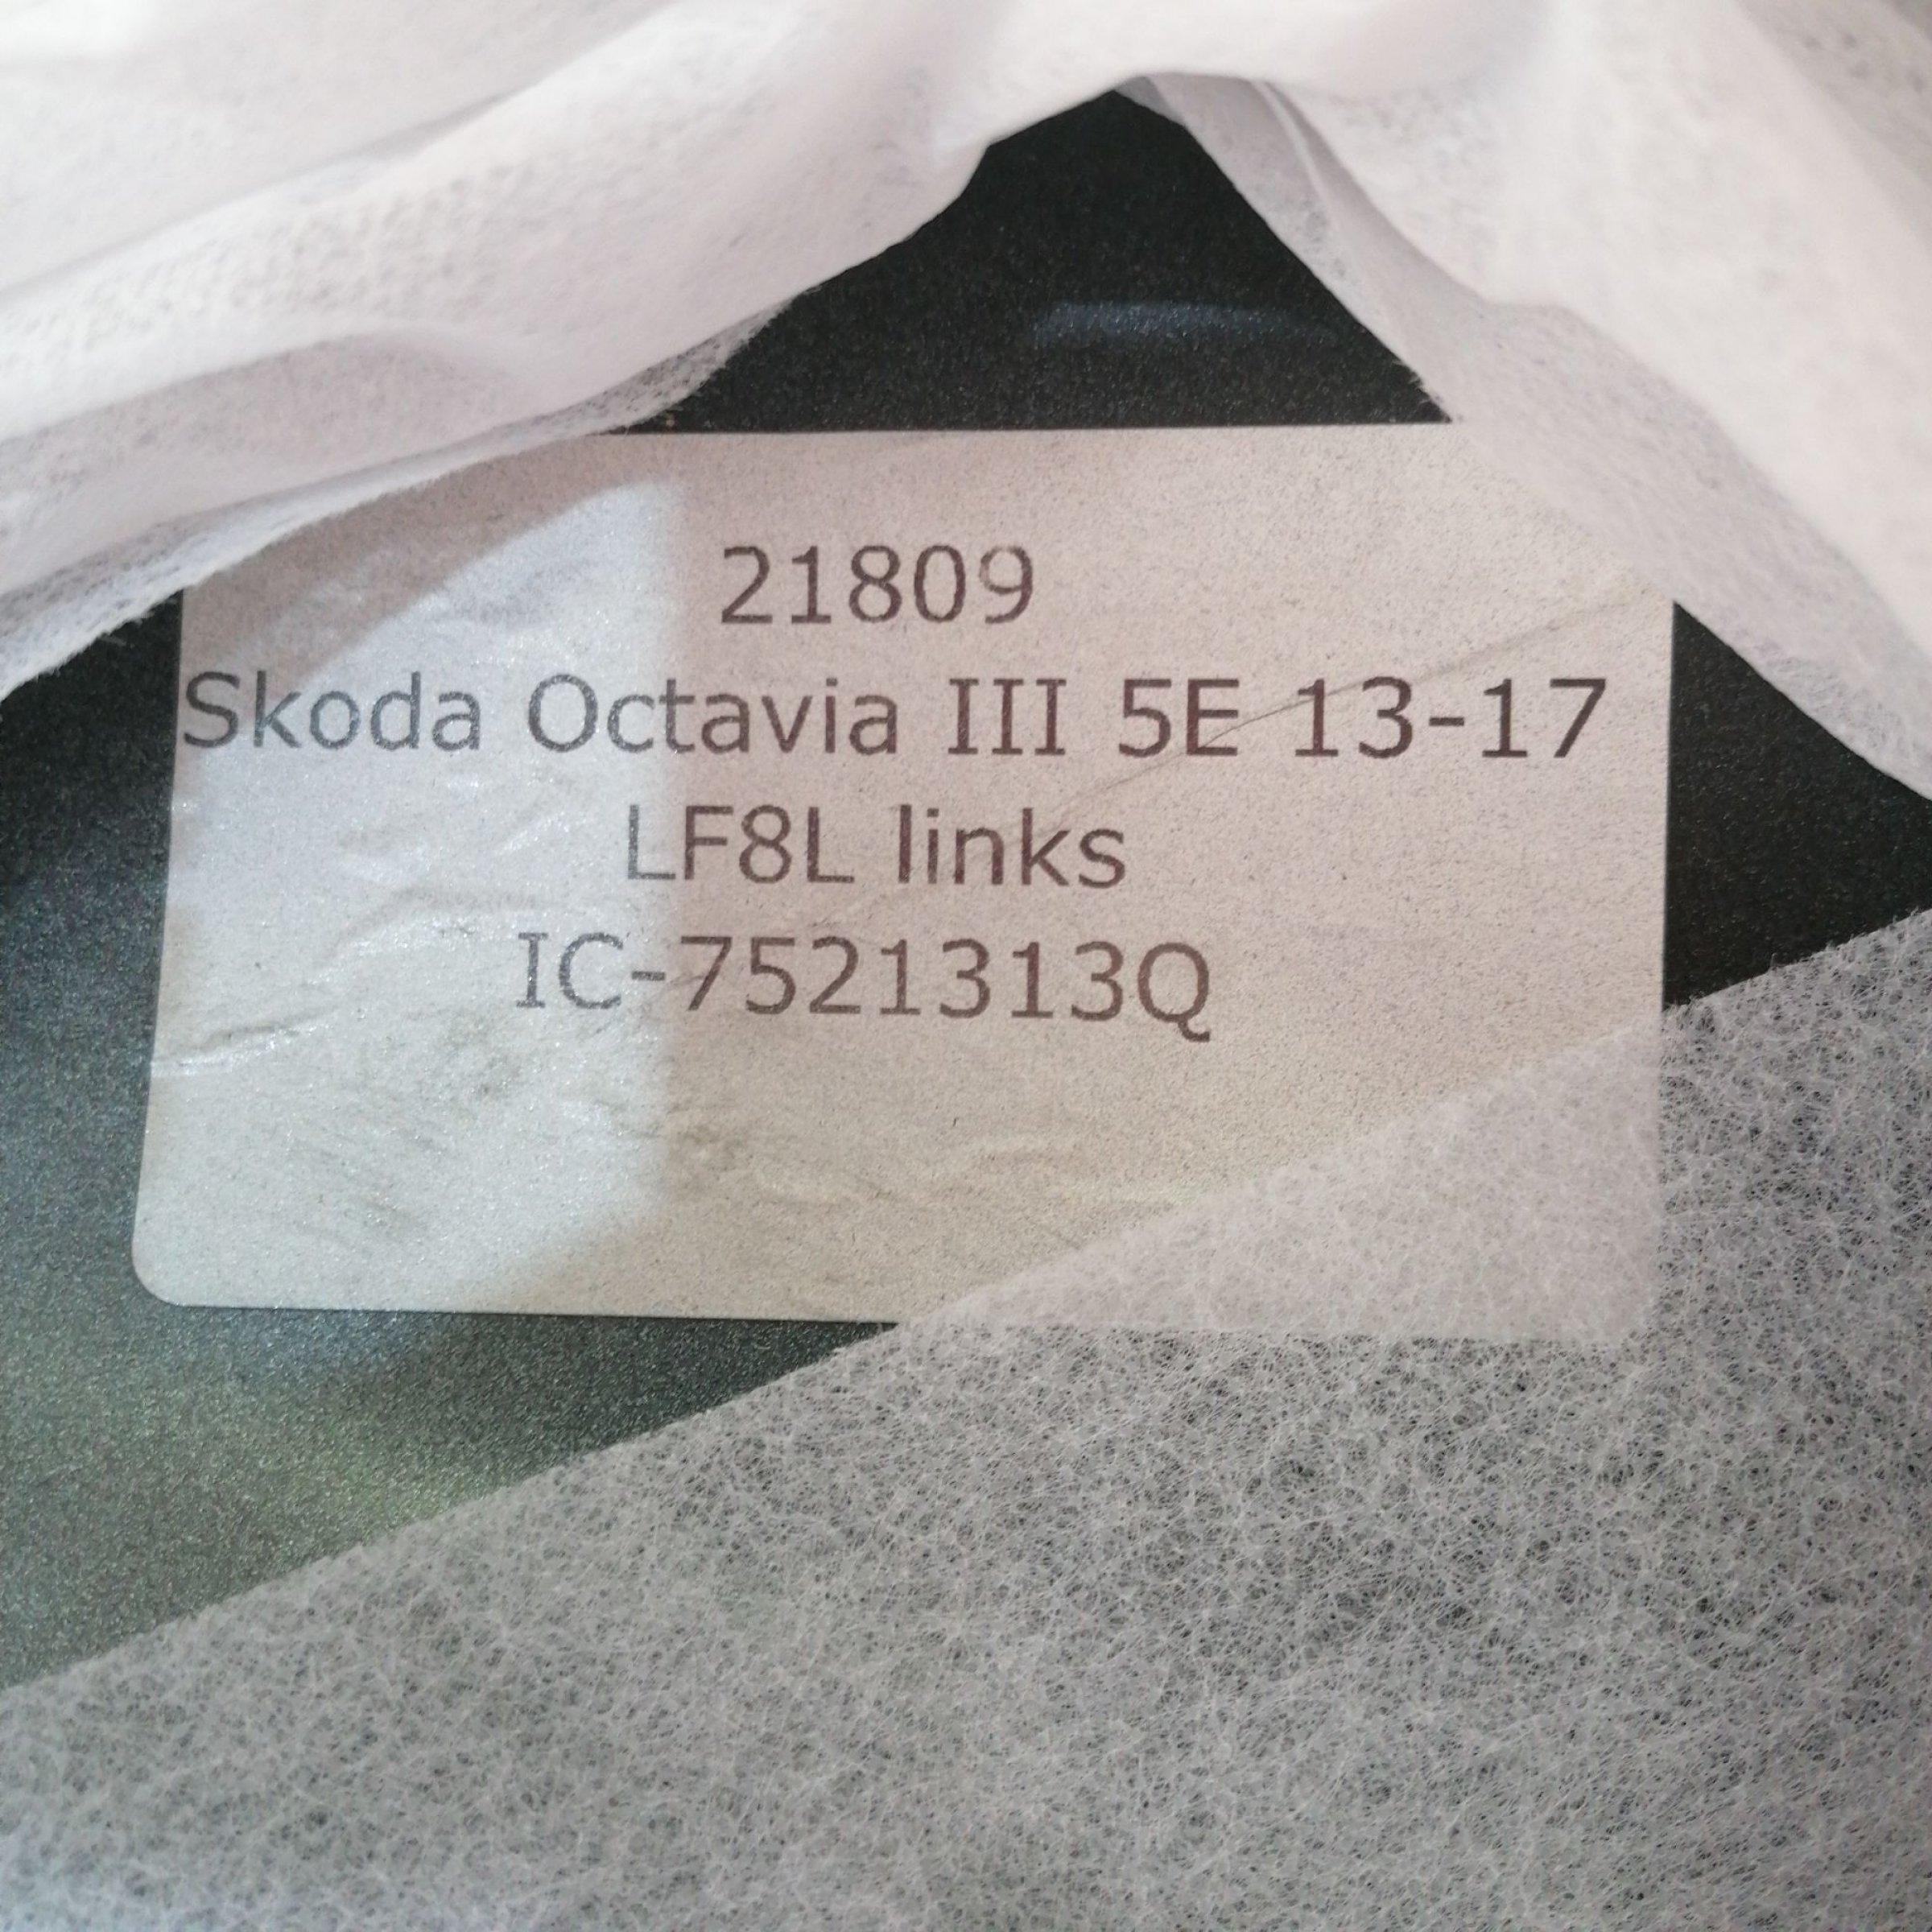 21809
Skoda Octavia III 5E 13-17
LF8L links
IC-7521313Q